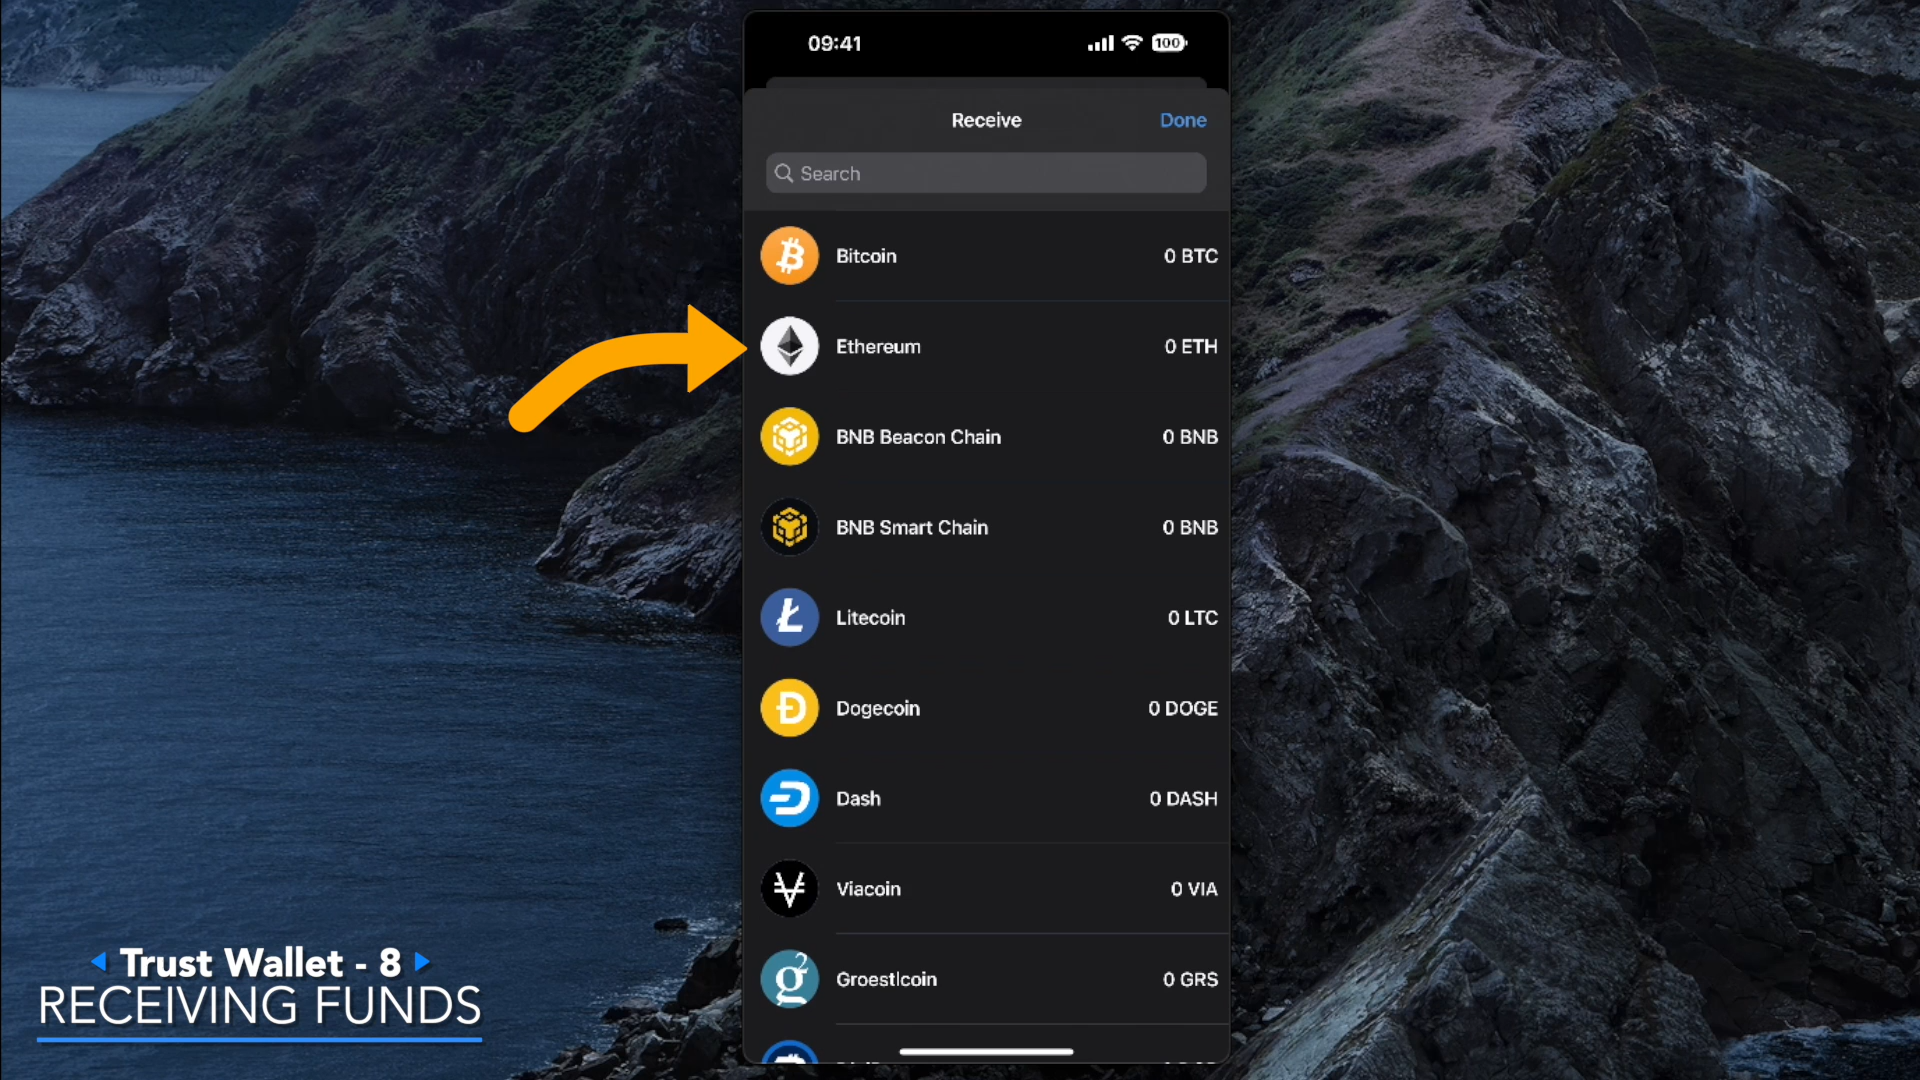 09:41
100
Receive
Done
Search
Bitcoin 0 BTC
Ethereum 0 ETH
BNB Beacon Chain 0 BNB
BNB Smart Chain 0 BNB
Litecoin 0 LTC
Dogecoin 0 DOGE
Dash 0 DASH
Viacoin 0 VIA
Groestlcoin 0 GRS
Trust Wallet - 8
RECEIVING FUNDS